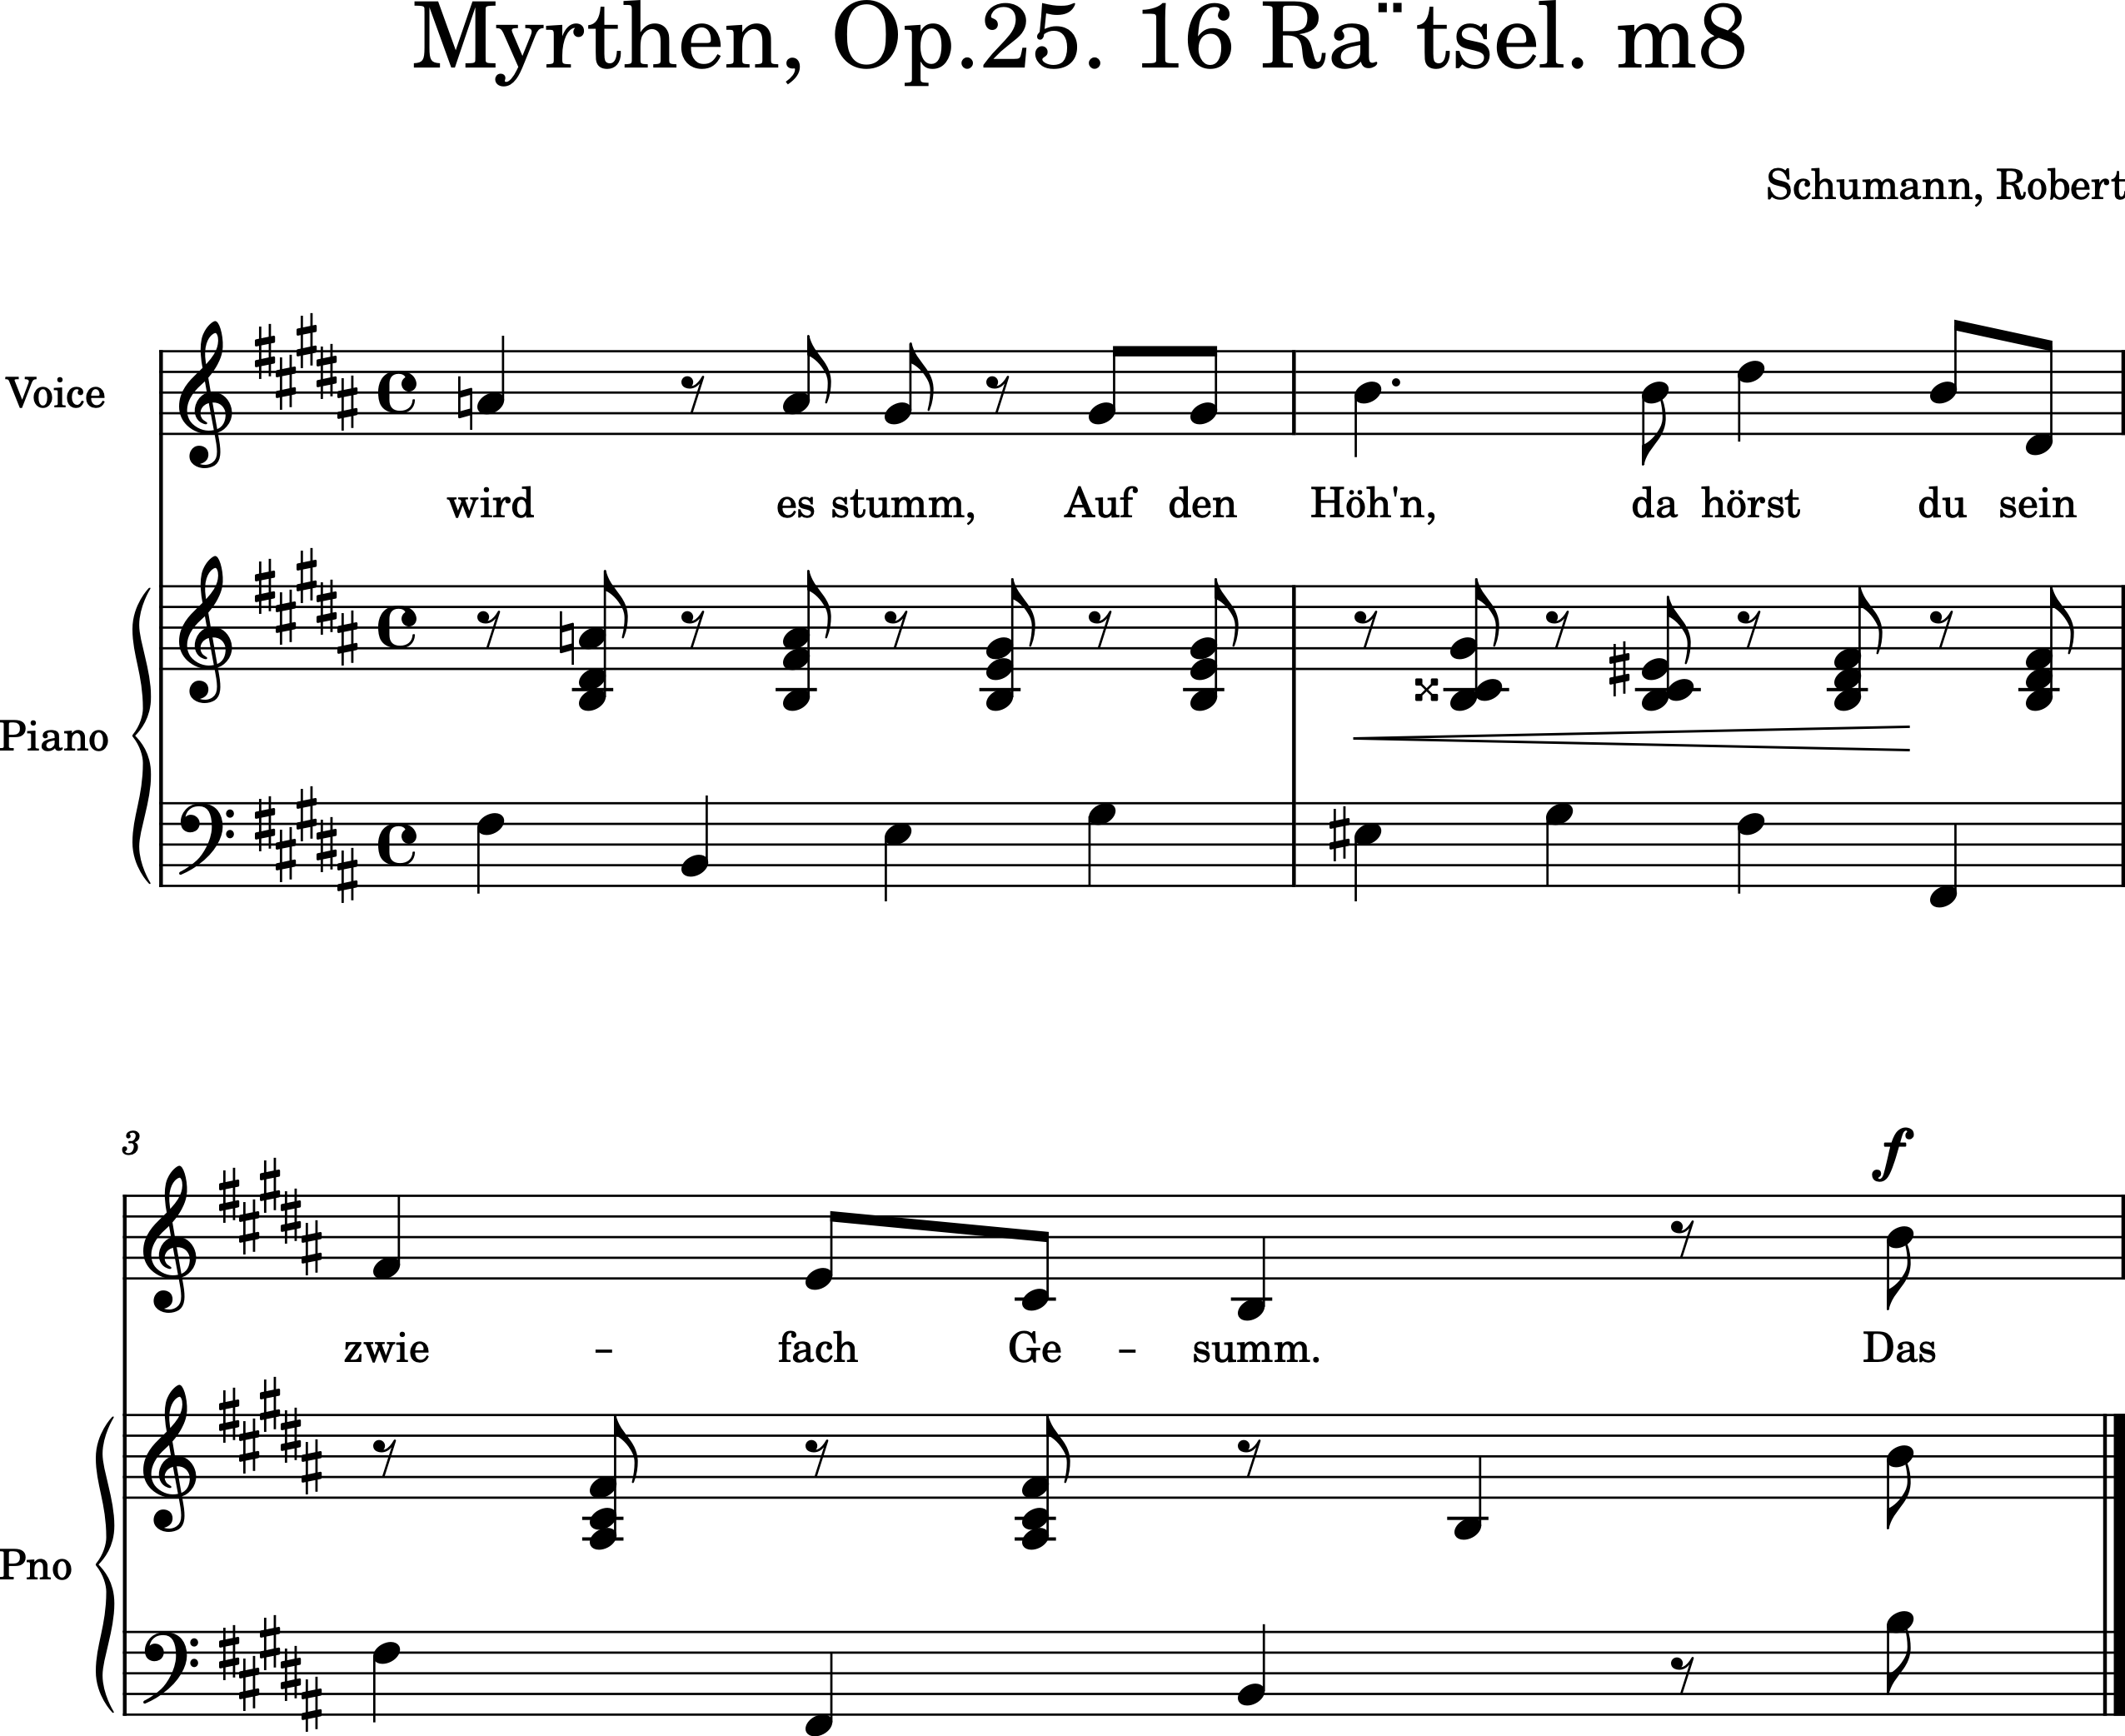 Myrthen, Op.25. 16 Ra¨tsel. m8
Schumann, Robert
Voice
wird es stumm, Auf den Höh'n, da hörst du sein
Piano
3
f
zwie – fach Ge – summ. Das
Pno